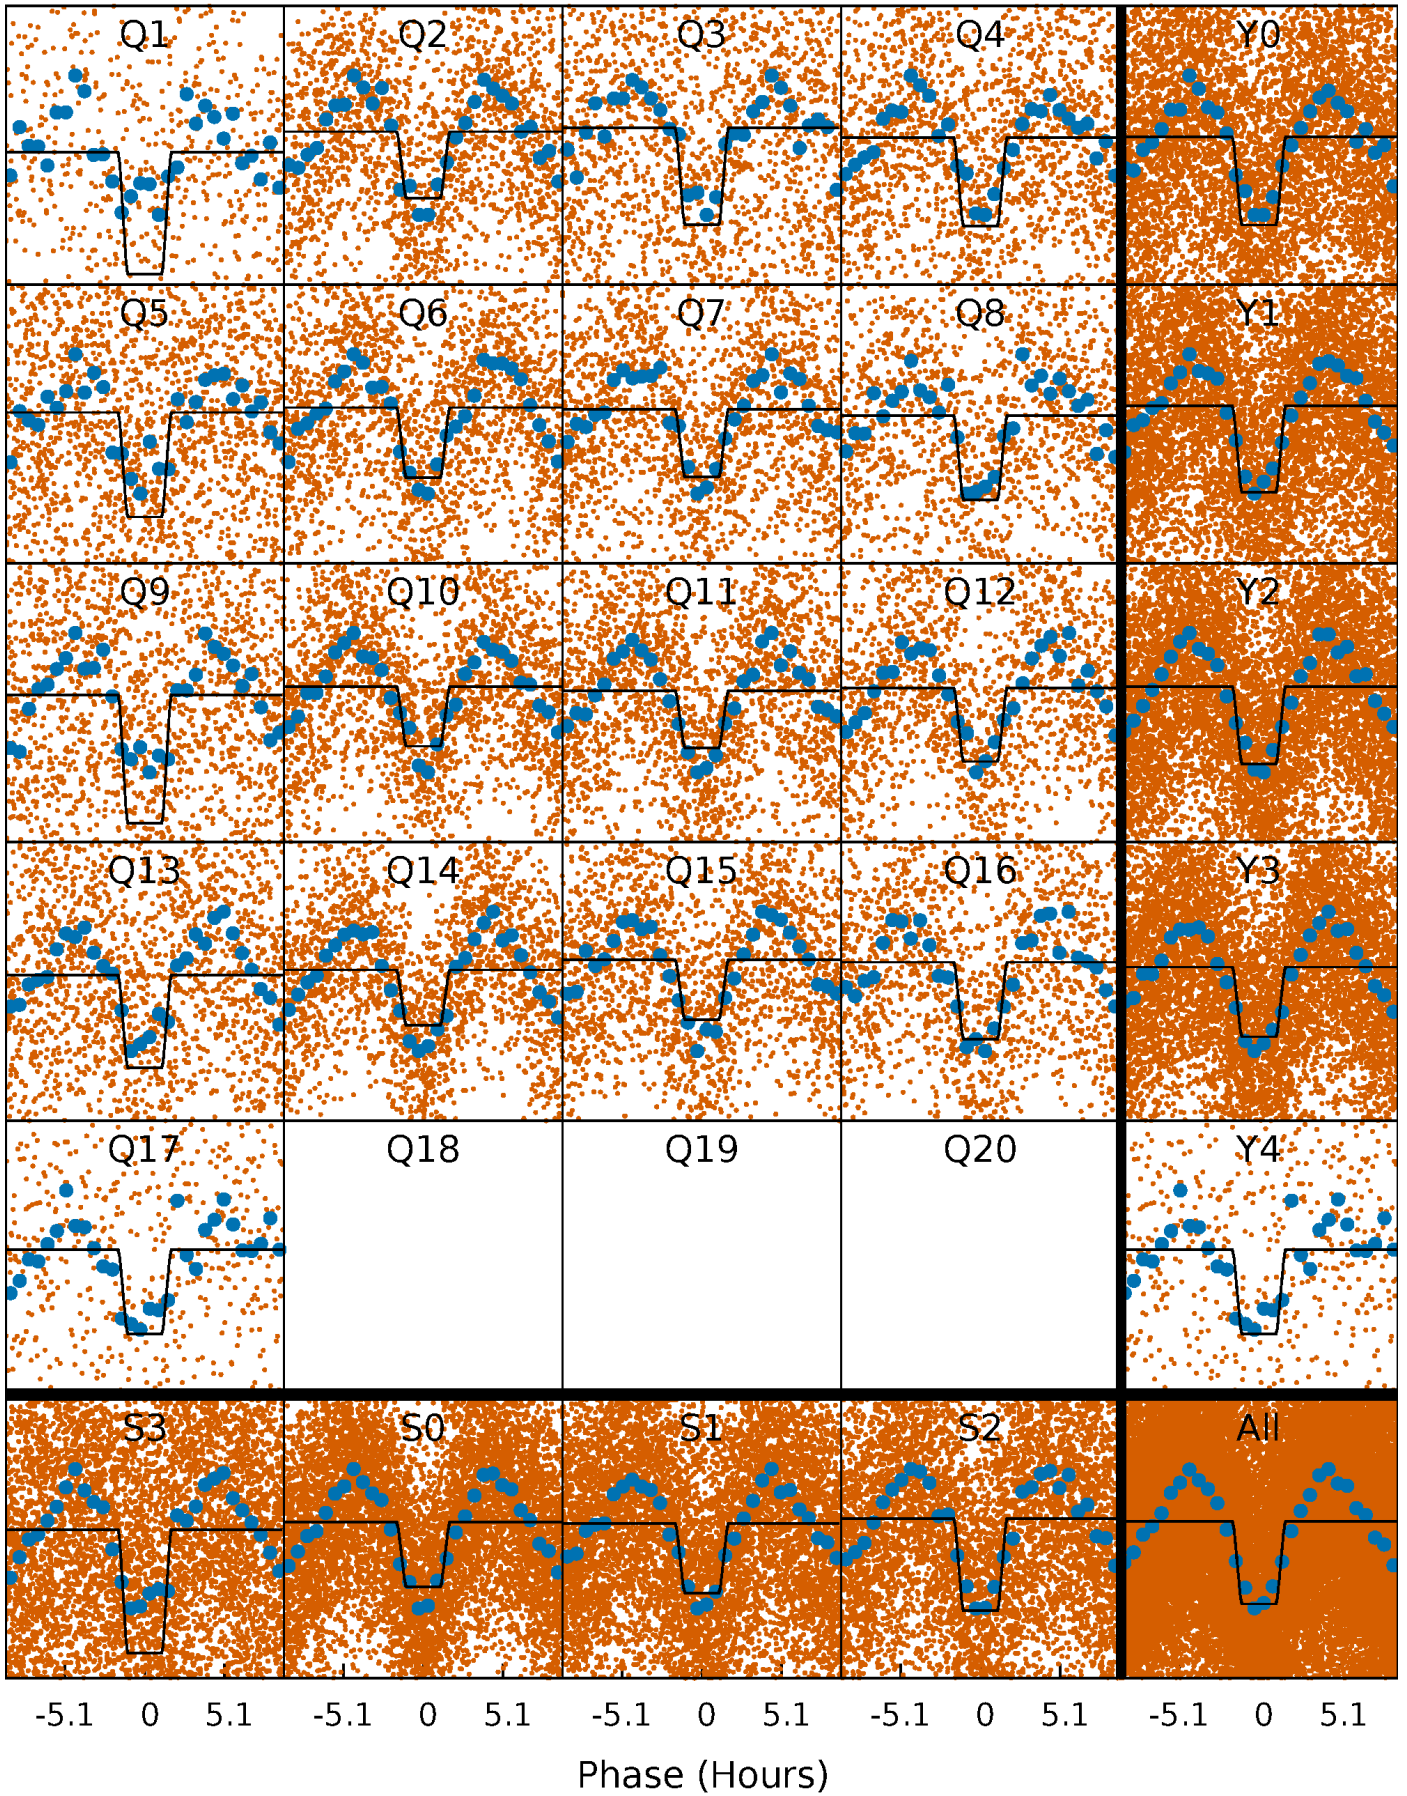 Q1 Q2 Q3 Q4 Y0
Q5 Q6 Q7 Q8 Y1
Q9 Q10 Q11 Q12 Y2
Q13 Q14 Q15 Q16 Y3
Q17 Q18 Q19 Q20 Y4
S3 S0 S1 S2 All
-5.1 0 5.1 -5.1 0 5.1 -5.1 0 5.1 -5.1 0 5.1 -5.1 0 5.1
Phase (Hours)